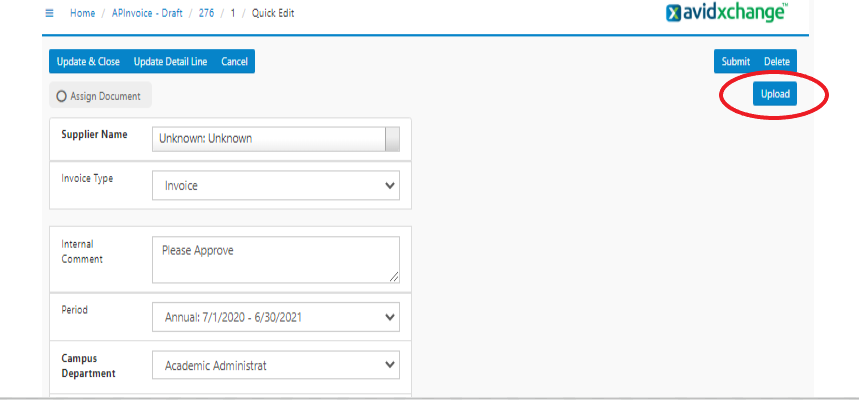 Home / APInvoice - Draft / 276 / 1 / Quick Edit
avidxchange™
Update & Close Update Detail Line Cancel
Submit Delete
Assign Document
Upload
Supplier Name
Unknown: Unknown
Invoice Type
Invoice
Internal
Comment
Please Approve
Period
Annual: 7/1/2020 - 6/30/2021
Campus
Department
Academic Administrat